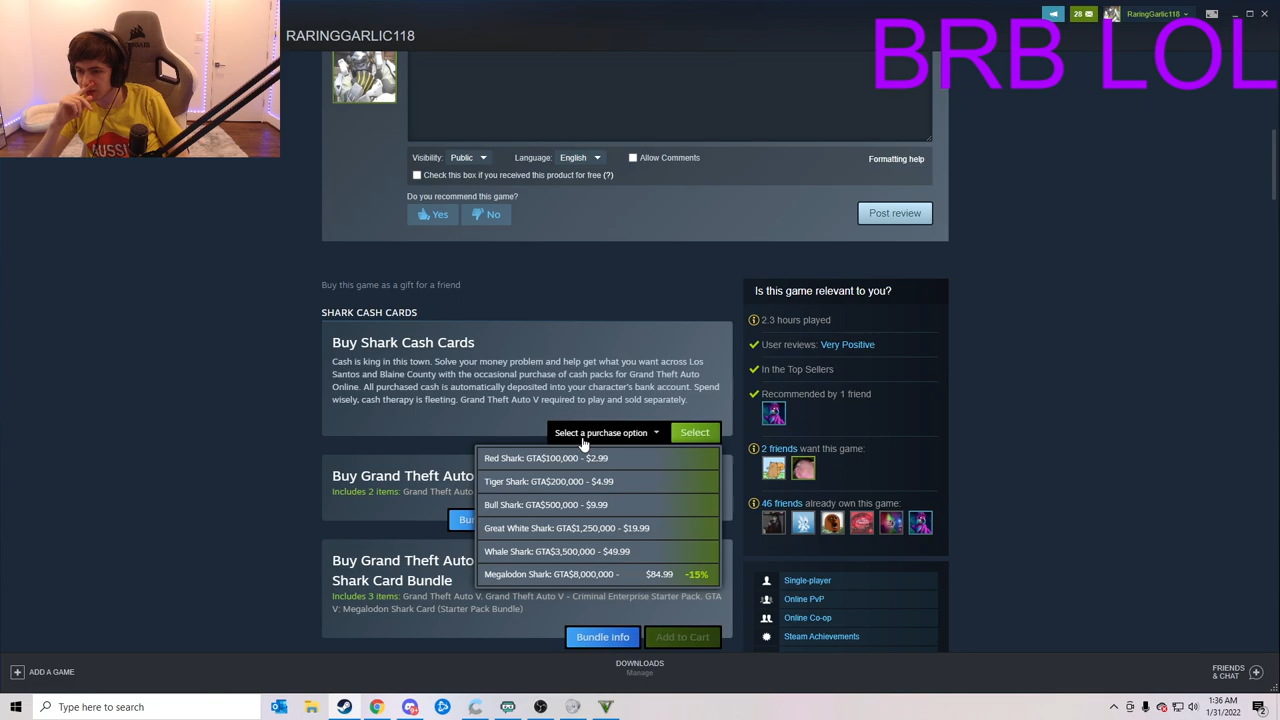 28
RaringGarlic118
RARINGGARLIC118
BRB LOL
AUSSI
Visibility: Public
Language: English
Allow Comments
Formatting help
Check this box if you received this product for free (?)
Do you recommend this game?
Yes
No
Post review
Buy this game as a gift for a friend
SHARK CASH CARDS
Buy Shark Cash Cards
Cash is king in this town. Solve your money problem and help get what you want across Los
Santos and Blaine County with the occasional purchase of cash packs for Grand Theft Auto
Online. All purchased cash is automatically deposited into your character's bank account. Spend
wisely, cash therapy is fleeting. Grand Theft Auto V required to play and sold separately.
Select a purchase option
Select
Red Shark: GTA$100,000 - $2.99
Tiger Shark: GTA$200,000 - $4.99
Bull Shark: GTA$500,000 - $9.99
Great White Shark: GTA$1,250,000 - $19.99
Whale Shark: GTA$3,500,000 - $49.99
Megalodon Shark: GTA$8,000,000 - $84.99 -15%
Buy Grand Theft Auto
Includes 2 items: Grand Theft Auto
Bun
Buy Grand Theft Auto
Shark Card Bundle
Includes 3 items: Grand Theft Auto V, Grand Theft Auto V - Criminal Enterprise Starter Pack, GTA
V: Megalodon Shark Card (Starter Pack Bundle)
Bundle info
Add to Cart
Is this game relevant to you?
2.3 hours played
User reviews: Very Positive
In the Top Sellers
Recommended by 1 friend
2 friends want this game:
46 friends already own this game:
Single-player
Online PvP
Online Co-op
Steam Achievements
ADD A GAME
DOWNLOADS
Manage
FRIENDS
& CHAT
Type here to search
1:36 AM
1/31/2022